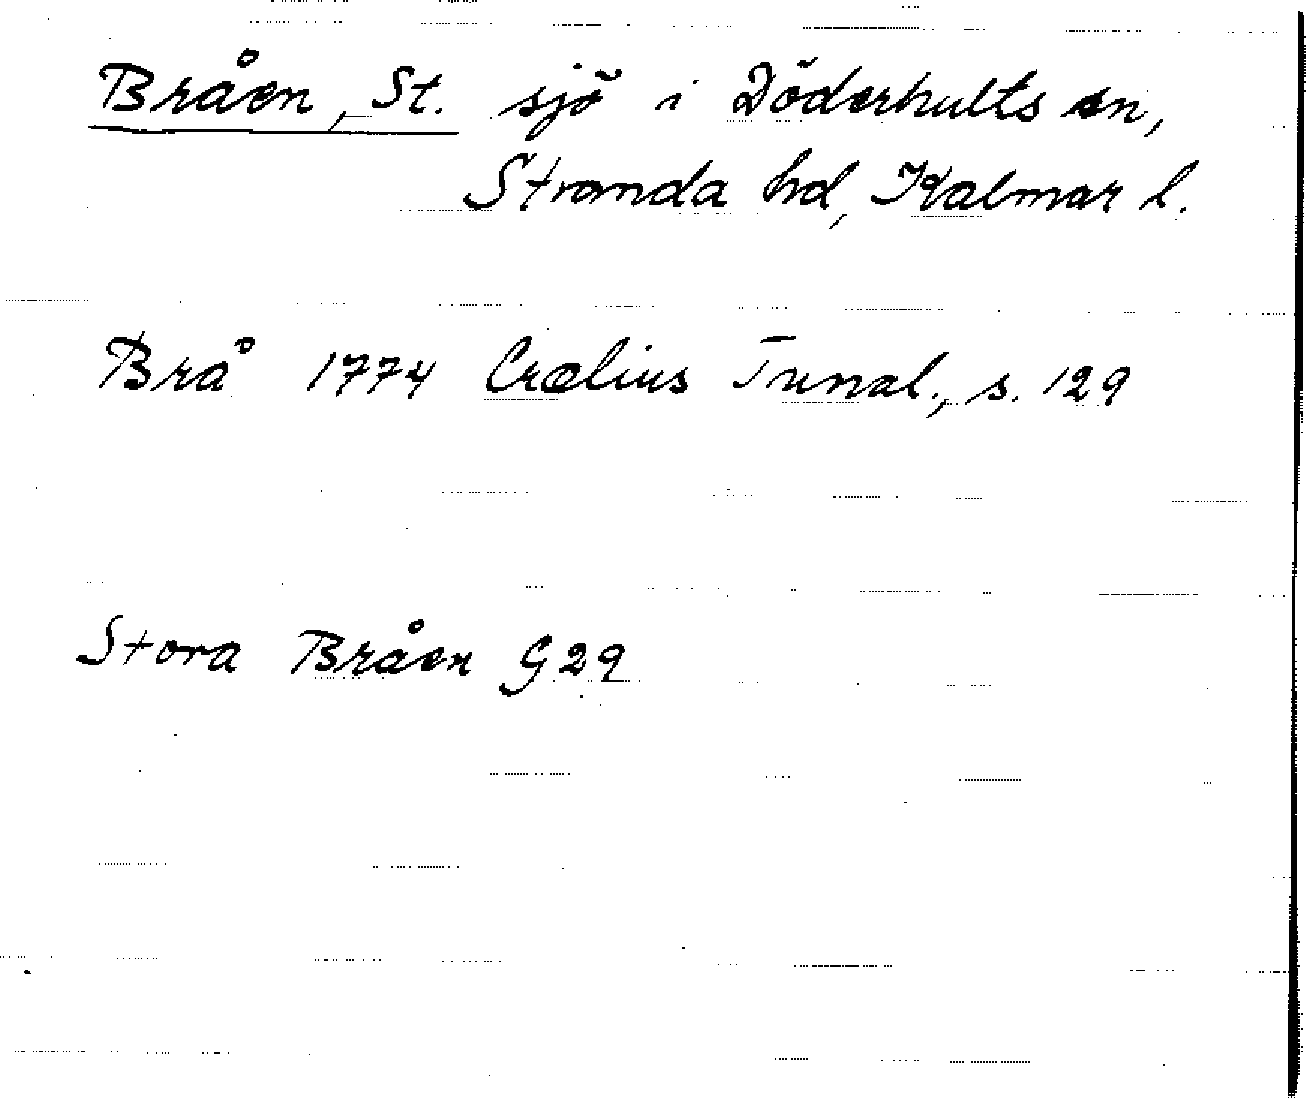 Bråen, St. sjö i Döderhults sn,
Stranda hd, Kalmar l.
Brå 1774 Crælius Tunal., s. 129
Stora Bråen G29